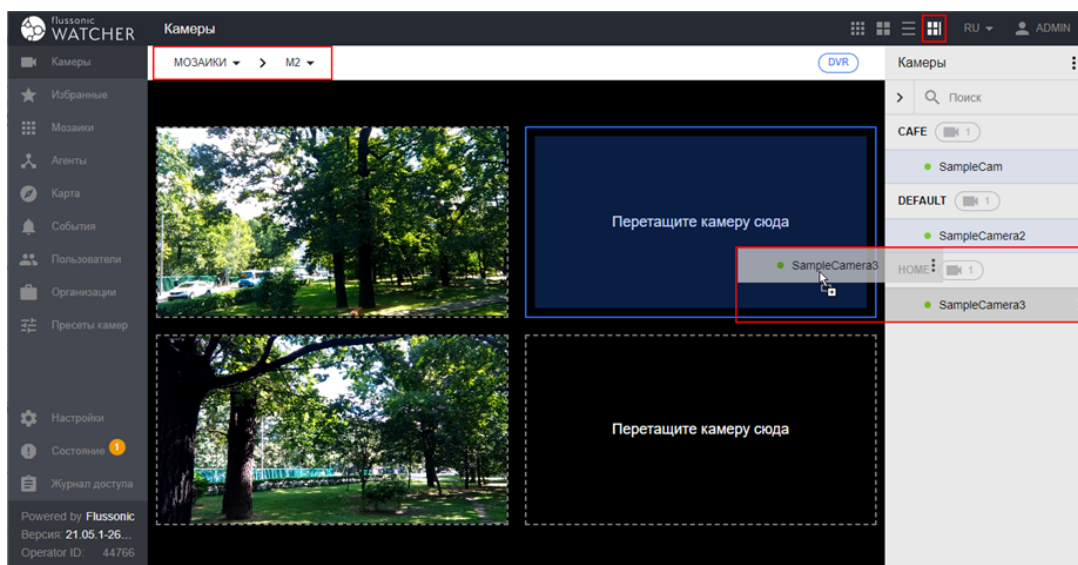 flussonic
WATCHER
Камеры
RU
ADMIN
Камеры
Избранные
Мозаики
Агенты
Карта
События
Пользователи
Организации
Пресеты камер
Настройки
Состояние 1
Журнал доступа
Powered by Flussonic
Версия: 21.05.1-26...
Operator ID: 44766
МОЗАИКИ > M2
DVR
Перетащите камеру сюда
SampleCamera3
Перетащите камеру сюда
Камеры
Поиск
CAFE 1
SampleCam
DEFAULT 1
SampleCamera2
HOME 1
SampleCamera3